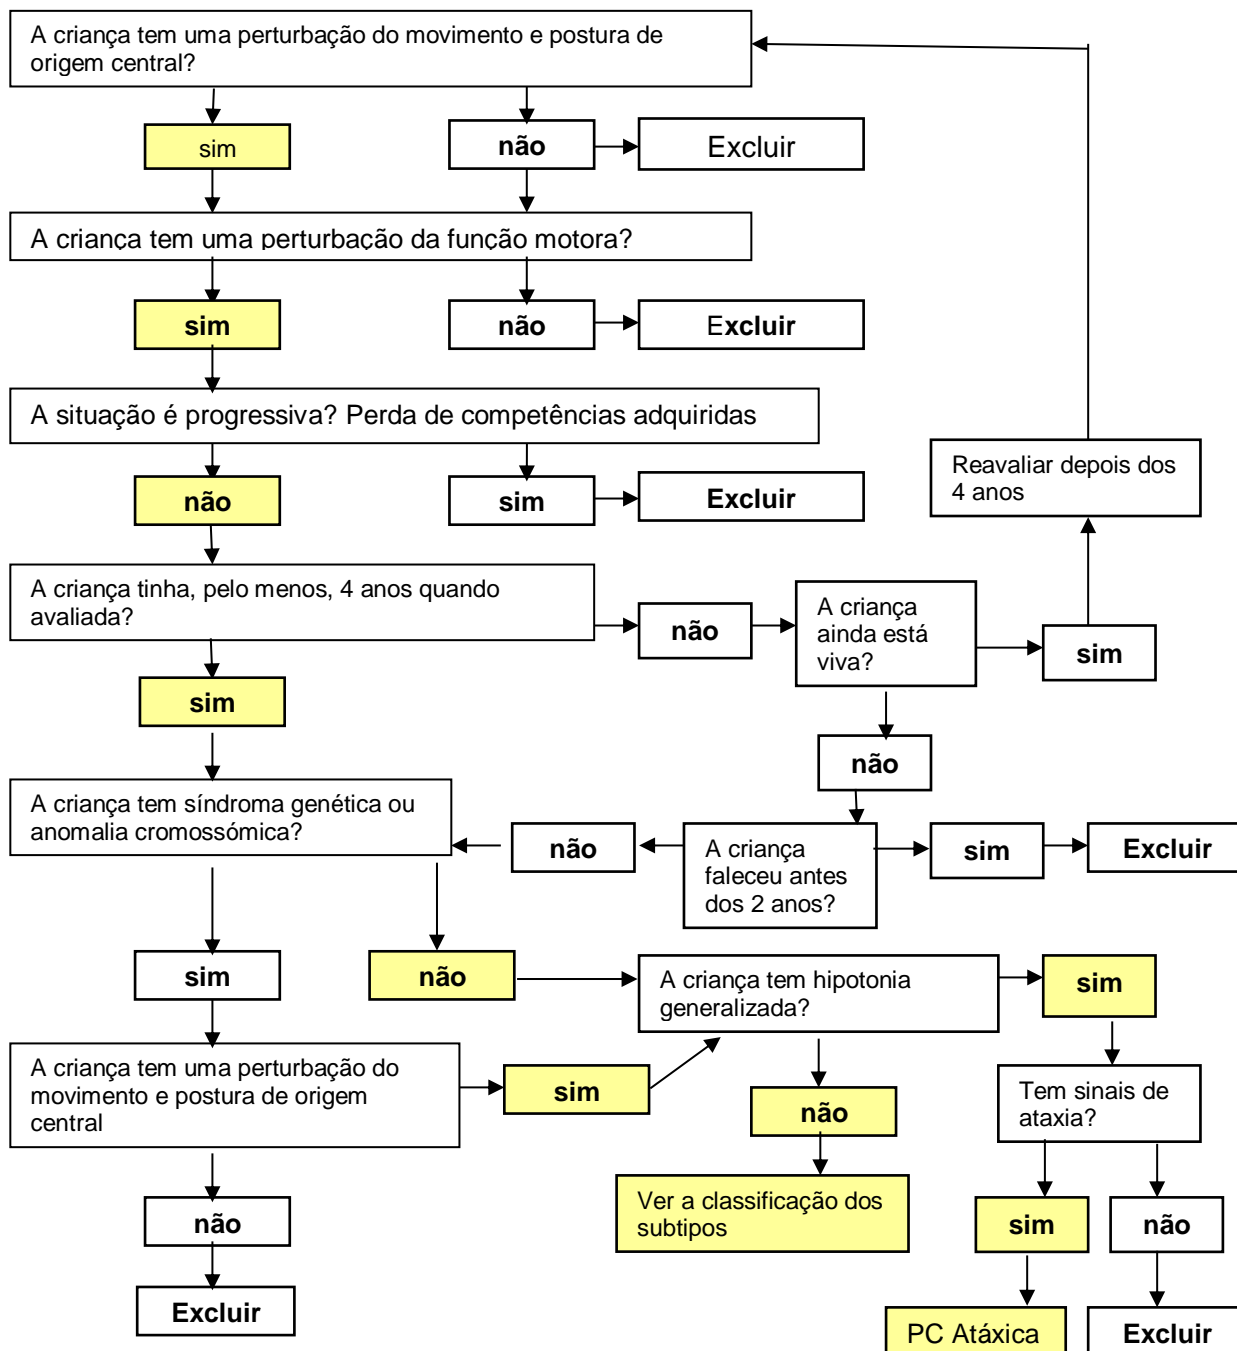 A criança tem uma perturbação do movimento e postura de
origem central?
sim
não
Excluir
A criança tem uma perturbação da função motora?
sim
não
Excluir
A situação é progressiva? Perda de competências adquiridas
Reavaliar depois dos
4 anos
não
sim
Excluir
A criança tinha, pelo menos, 4 anos quando
avaliada?
não
A criança
ainda está
viva?
sim
sim
não
A criança tem síndroma genética ou
anomalia cromossómica?
não
A criança
faleceu antes
dos 2 anos?
sim
Excluir
sim
não
A criança tem hipotonia
generalizada?
sim
A criança tem uma perturbação do
movimento e postura de origem
central
sim
não
Tem sinais de
ataxia?
Ver a classificação dos
subtipos
não
sim
não
Excluir
PC Atáxica
Excluir